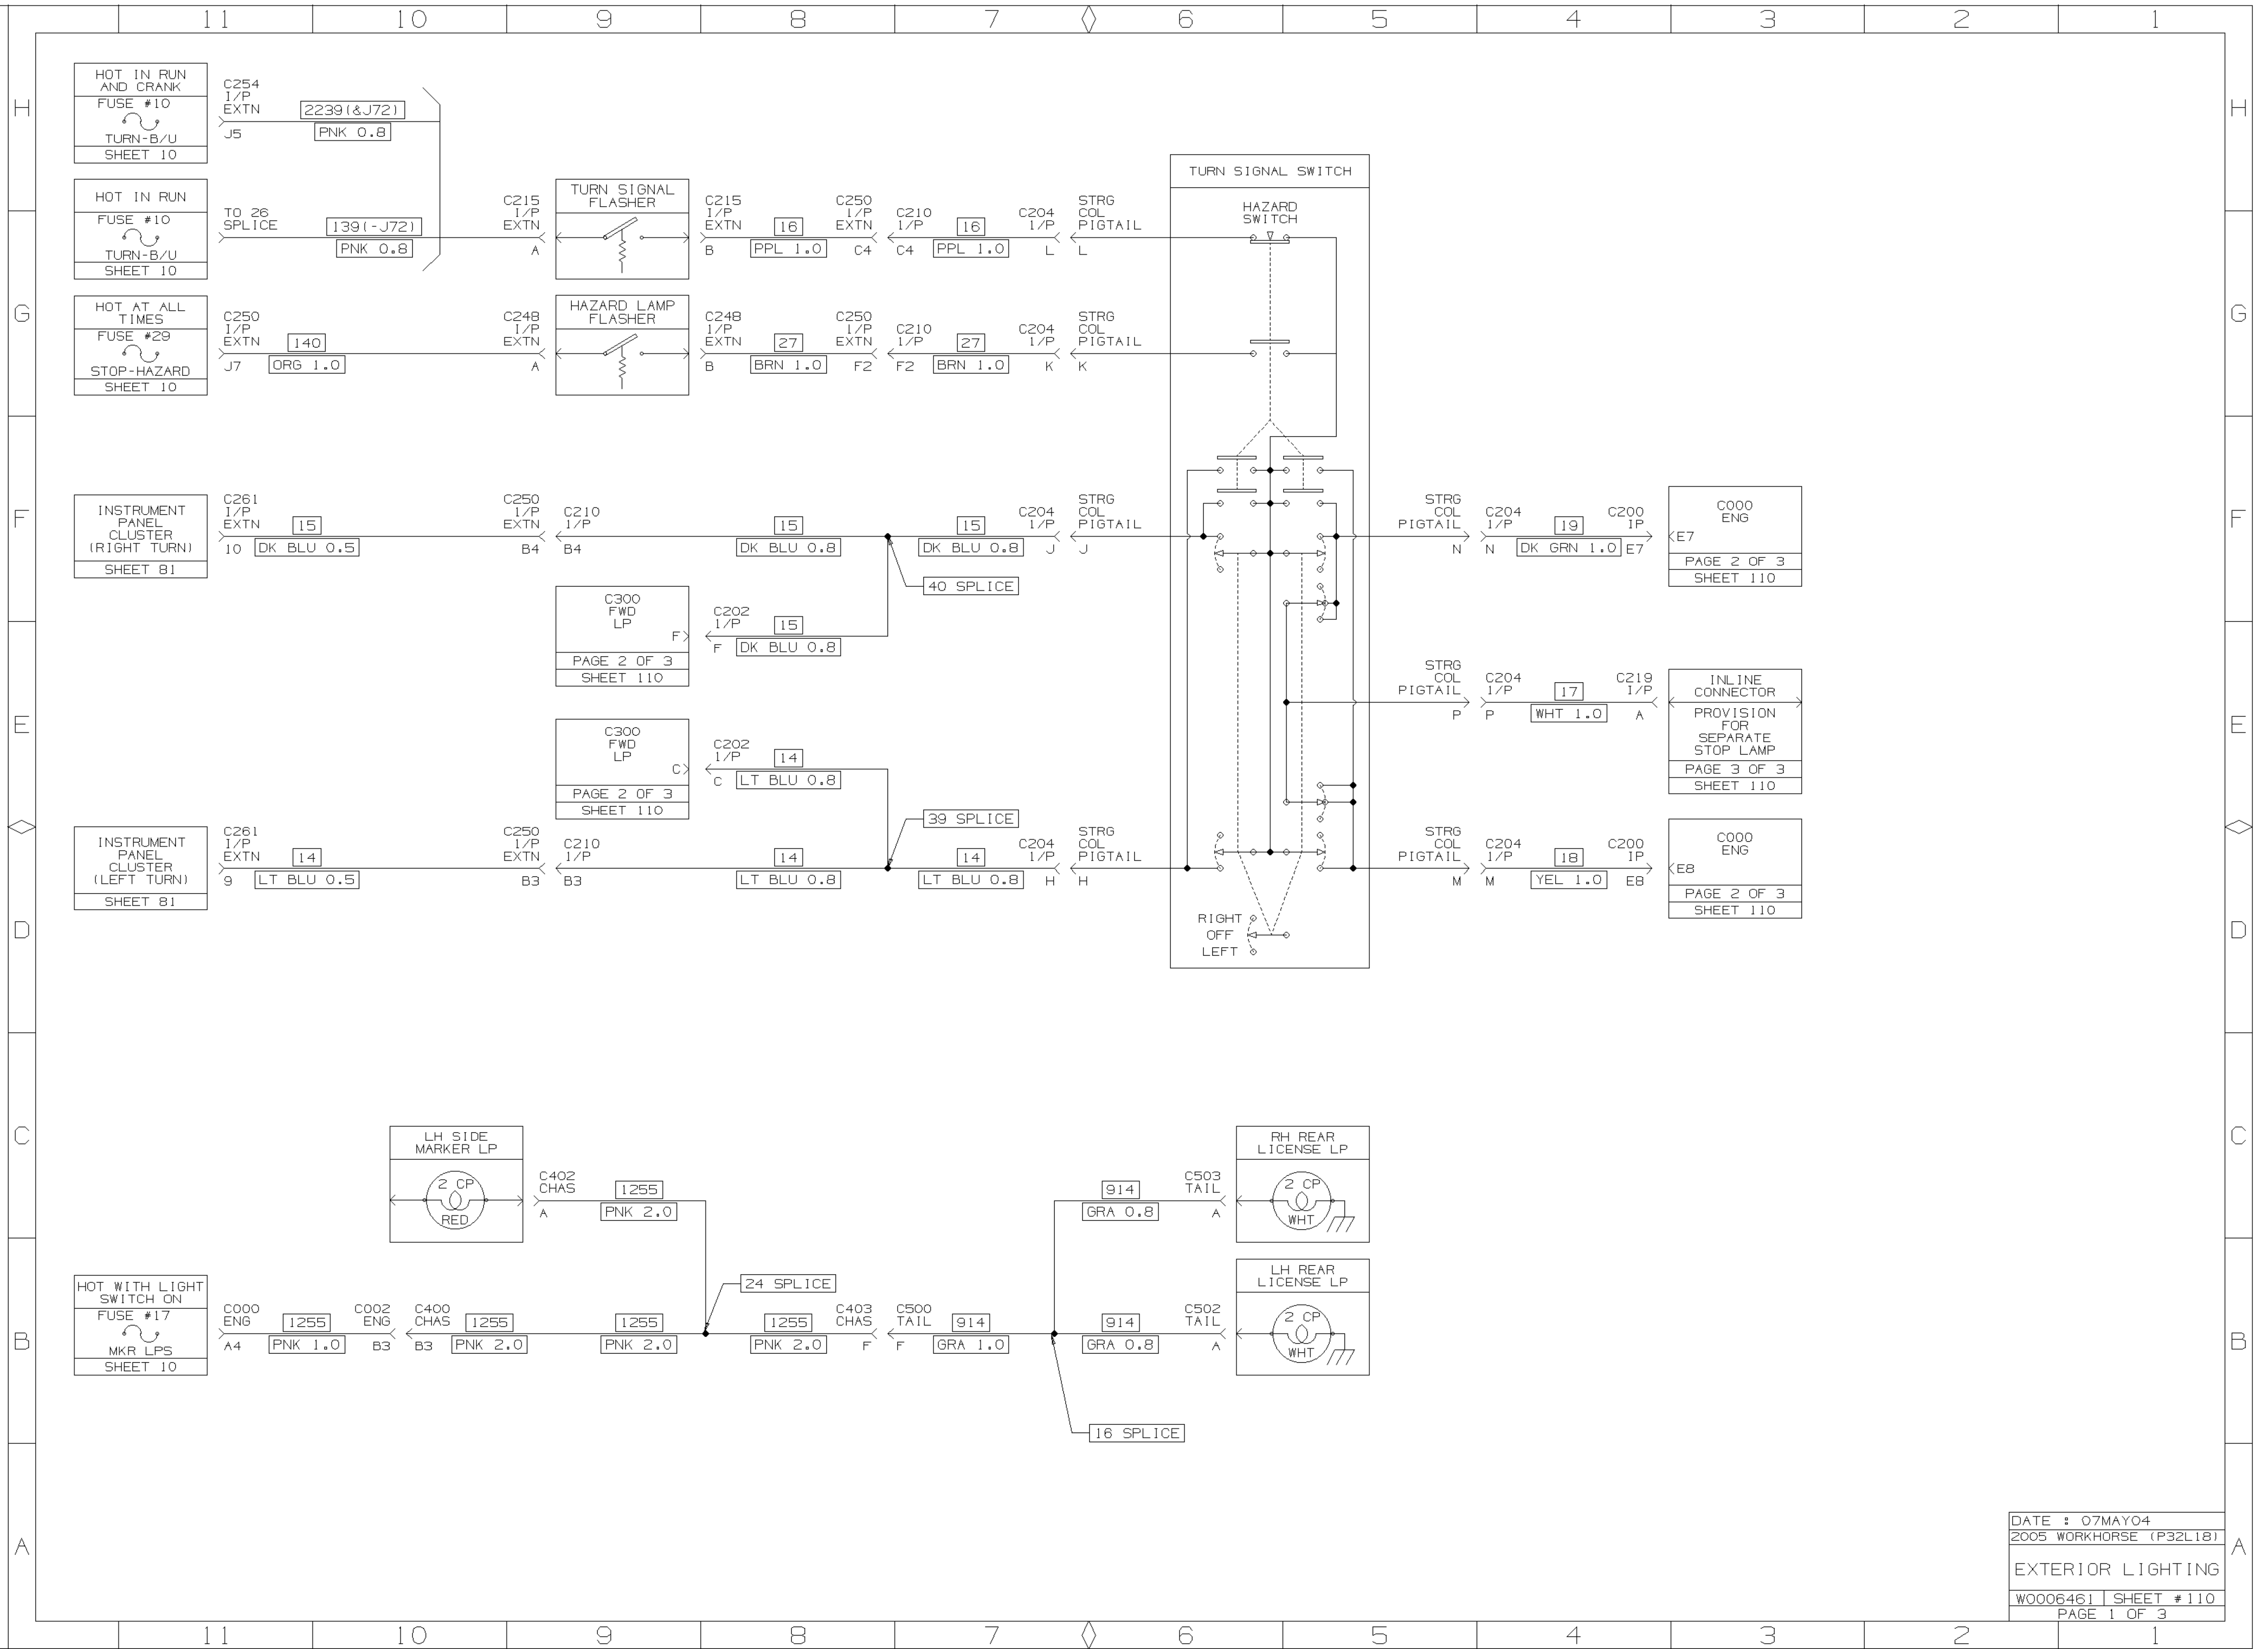 11 10 9 8 7 6 5 4 3 2 1
H
G
F
E
D
C
B
A
HOT IN RUN
AND CRANK
FUSE #10
TURN-B/U
SHEET 10
C254
I/P
EXTN
J5
2239(&J72)
PNK 0.8
HOT IN RUN
FUSE #10
TURN-B/U
SHEET 10
TO 26
SPLICE
139(-J72)
PNK 0.8
C215
I/P
EXTN
A
TURN SIGNAL
FLASHER
C215
I/P
EXTN
B
16
PPL 1.0
C250
I/P
EXTN
C4
C210
I/P
C4
16
PPL 1.0
C204
I/P
L
STRG
COL
PIGTAIL
L
HOT AT ALL
TIMES
FUSE #29
STOP-HAZARD
SHEET 10
C250
I/P
EXTN
J7
140
ORG 1.0
C248
I/P
EXTN
A
HAZARD LAMP
FLASHER
C248
I/P
EXTN
B
27
BRN 1.0
C250
I/P
EXTN
F2
C210
I/P
F2
27
BRN 1.0
C204
I/P
K
STRG
COL
PIGTAIL
K
TURN SIGNAL SWITCH
HAZARD
SWITCH
INSTRUMENT
PANEL
CLUSTER
(RIGHT TURN)
SHEET 81
C261
I/P
EXTN
10
15
DK BLU 0.5
C250
I/P
EXTN
B4
C210
I/P
B4
15
DK BLU 0.8
15
DK BLU 0.8
C204
I/P
J
STRG
COL
PIGTAIL
J
40 SPLICE
C300
FWD
LP
F
PAGE 2 OF 3
SHEET 110
C202
I/P
F
15
DK BLU 0.8
STRG
COL
PIGTAIL
N
C204
I/P
N
19
DK GRN 1.0
C200
IP
E7
C000
ENG
E7
PAGE 2 OF 3
SHEET 110
STRG
COL
PIGTAIL
P
C204
I/P
P
17
WHT 1.0
C219
I/P
A
INLINE
CONNECTOR
PROVISION
FOR
SEPARATE
STOP LAMP
PAGE 3 OF 3
SHEET 110
C300
FWD
LP
C
PAGE 2 OF 3
SHEET 110
C202
I/P
C
14
LT BLU 0.8
39 SPLICE
INSTRUMENT
PANEL
CLUSTER
(LEFT TURN)
SHEET 81
C261
I/P
EXTN
9
14
LT BLU 0.5
C250
I/P
EXTN
B3
C210
I/P
B3
14
LT BLU 0.8
14
LT BLU 0.8
C204
I/P
H
STRG
COL
PIGTAIL
H
STRG
COL
PIGTAIL
M
C204
I/P
M
18
YEL 1.0
C200
IP
E8
C000
ENG
E8
PAGE 2 OF 3
SHEET 110
RIGHT
OFF
LEFT
LH SIDE
MARKER LP
2 CP
RED
C402
CHAS
A
1255
PNK 2.0
914
GRA 0.8
C503
TAIL
A
RH REAR
LICENSE LP
2 CP
WHT
HOT WITH LIGHT
SWITCH ON
FUSE #17
MKR LPS
SHEET 10
C000
ENG
A4
1255
PNK 1.0
C002
ENG
B3
C400
CHAS
B3
1255
PNK 2.0
1255
PNK 2.0
24 SPLICE
1255
PNK 2.0
C403
CHAS
F
C500
TAIL
F
914
GRA 1.0
914
GRA 0.8
C502
TAIL
A
LH REAR
LICENSE LP
2 CP
WHT
16 SPLICE
H
G
F
E
D
C
B
A
DATE : 07MAY04
2005 WORKHORSE (P32L18)
EXTERIOR LIGHTING
W0006461 SHEET #110
PAGE 1 OF 3
11 10 9 8 7 6 5 4 3 2 1